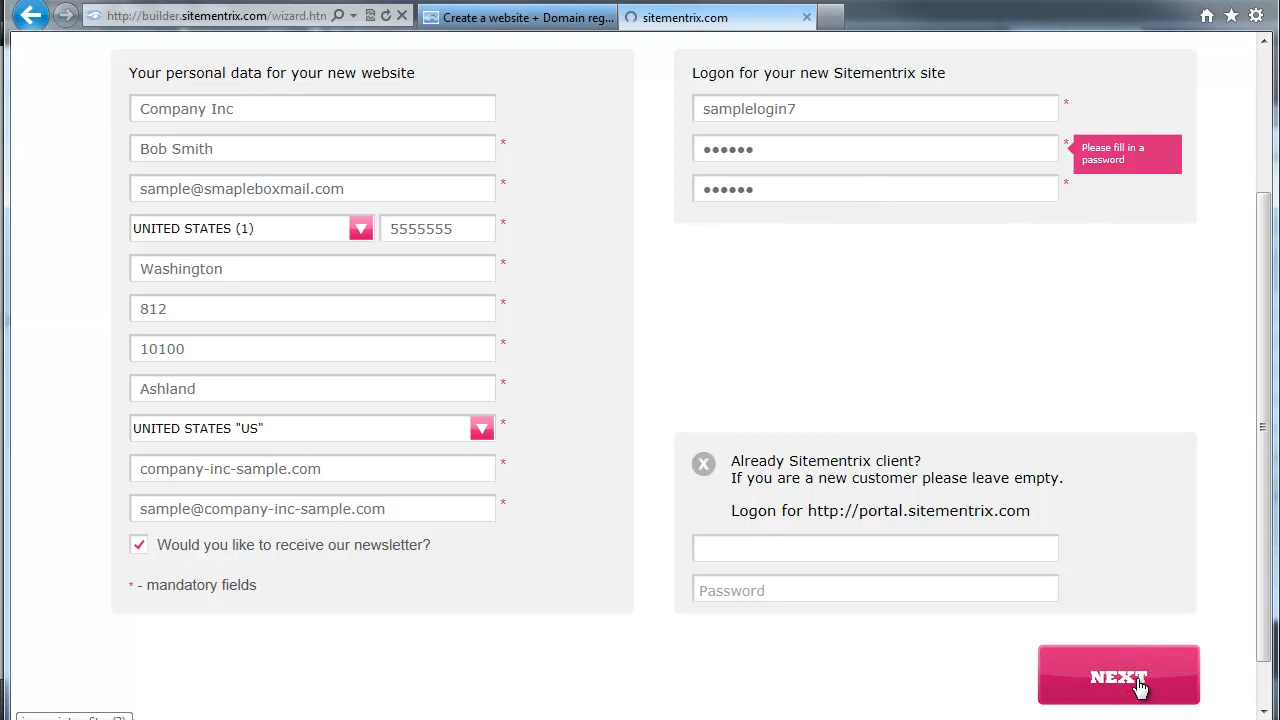 http://builder.sitementrix.com/wizard.htn
Create a website + Domain reg...
sitementrix.com
Your personal data for your new website
Company Inc
Bob Smith *
sample@smapleboxmail.com *
UNITED STATES (1) 5555555 *
Washington *
812 *
10100 *
Ashland *
UNITED STATES "US" *
company-inc-sample.com *
sample@company-inc-sample.com *
Would you like to receive our newsletter?
* - mandatory fields
Logon for your new Sitementrix site
samplelogin7 *
•••••• *
Please fill in a
password
•••••• *
Already Sitementrix client?
If you are a new customer please leave empty.
Logon for http://portal.sitementrix.com
Password
NEXT